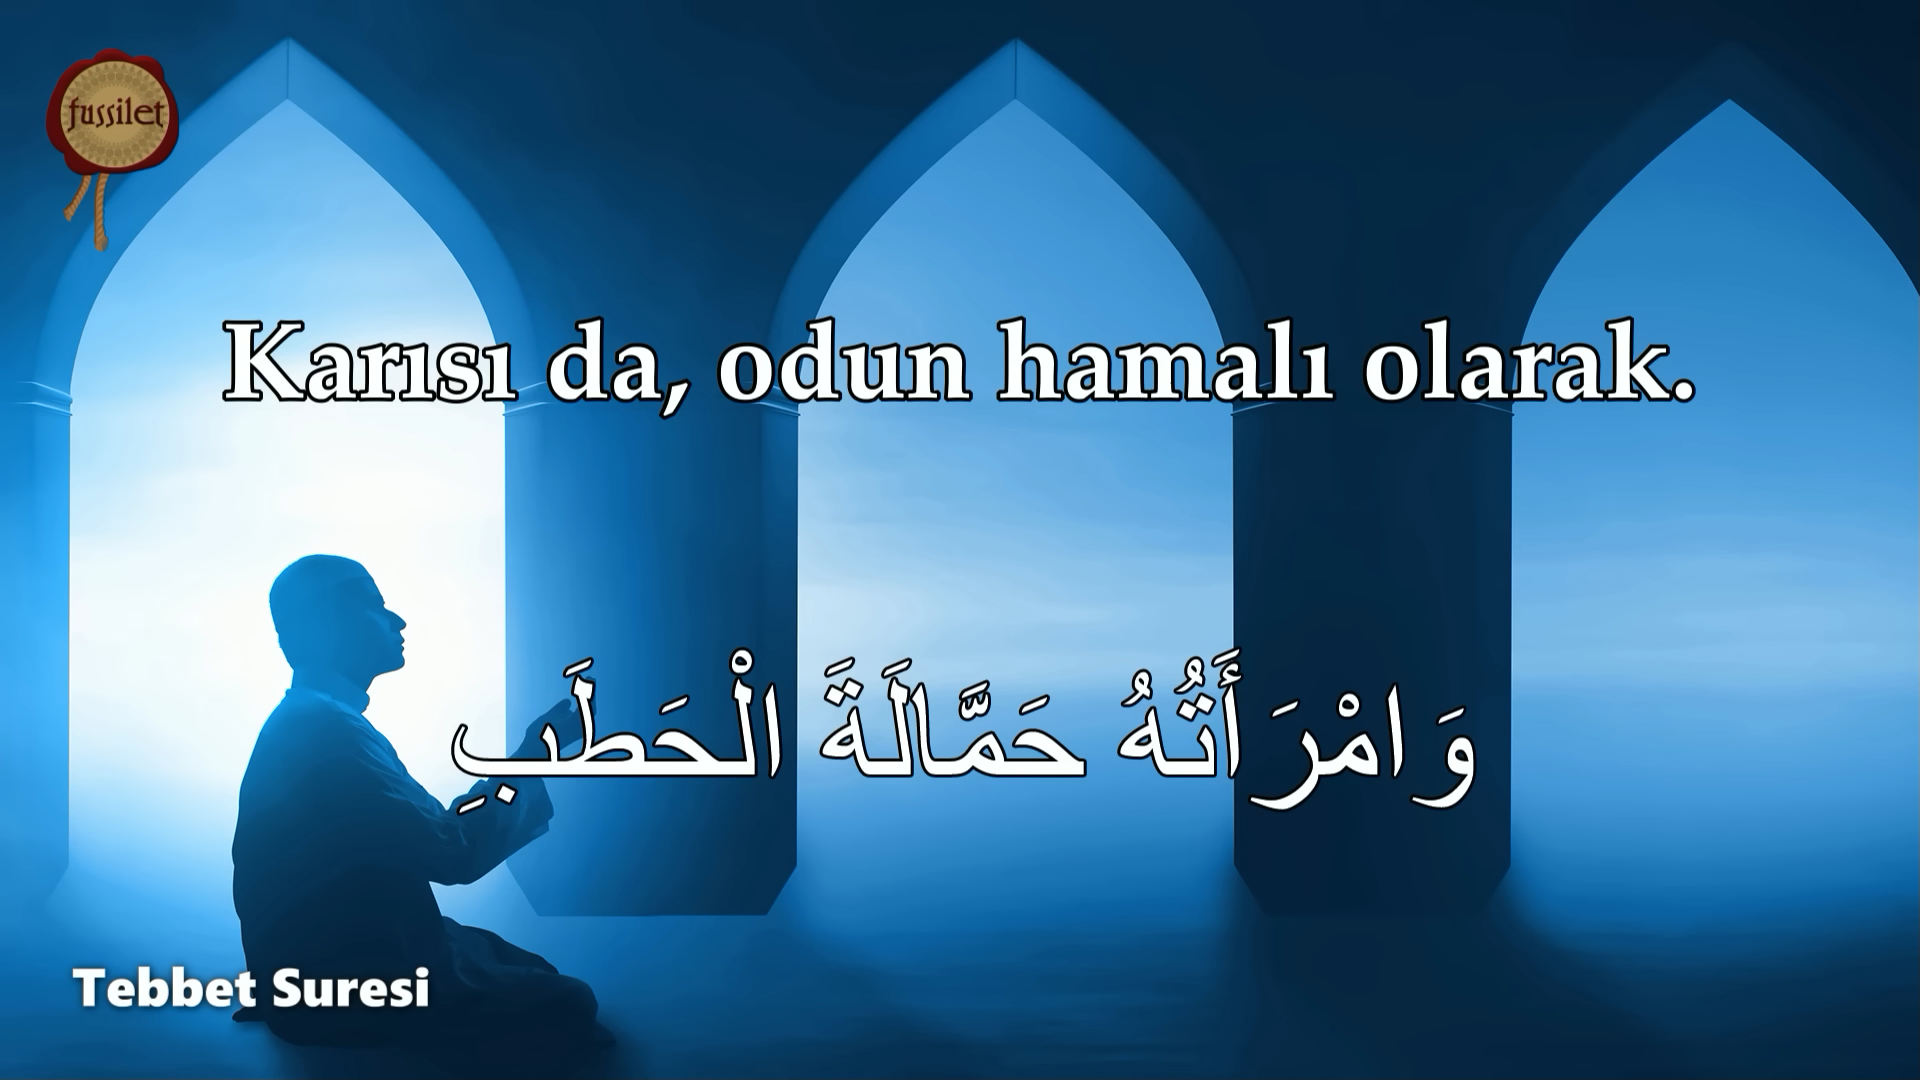 fussilet
Karısı da, odun hamalı olarak.
وَامْرَأَتُهُ حَمَّالَةَ الْحَطَبِ
Tebbet Suresi